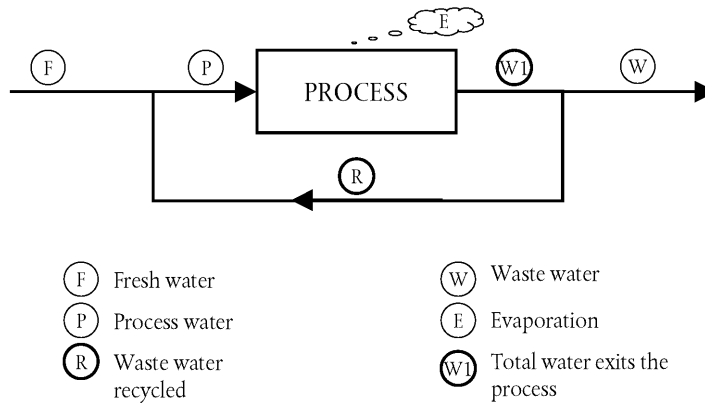 E
F
P
W1
W
PROCESS
R
F Fresh water
P Process water
R Waste water
recycled
W Waste water
E Evaporation
W1 Total water exits the
process